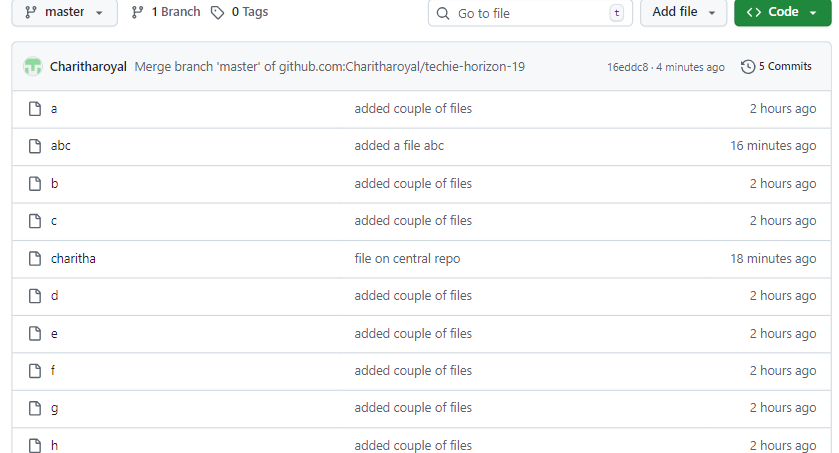 master 1 Branch 0 Tags Go to file t Add file Code
Charitharoyal Merge branch 'master' of github.com:Charitharoyal/techie-horizon-19 16eddc8 · 4 minutes ago 5 Commits
a added couple of files 2 hours ago
abc added a file abc 16 minutes ago
b added couple of files 2 hours ago
c added couple of files 2 hours ago
charitha file on central repo 18 minutes ago
d added couple of files 2 hours ago
e added couple of files 2 hours ago
f added couple of files 2 hours ago
g added couple of files 2 hours ago
h added couple of files 2 hours ago